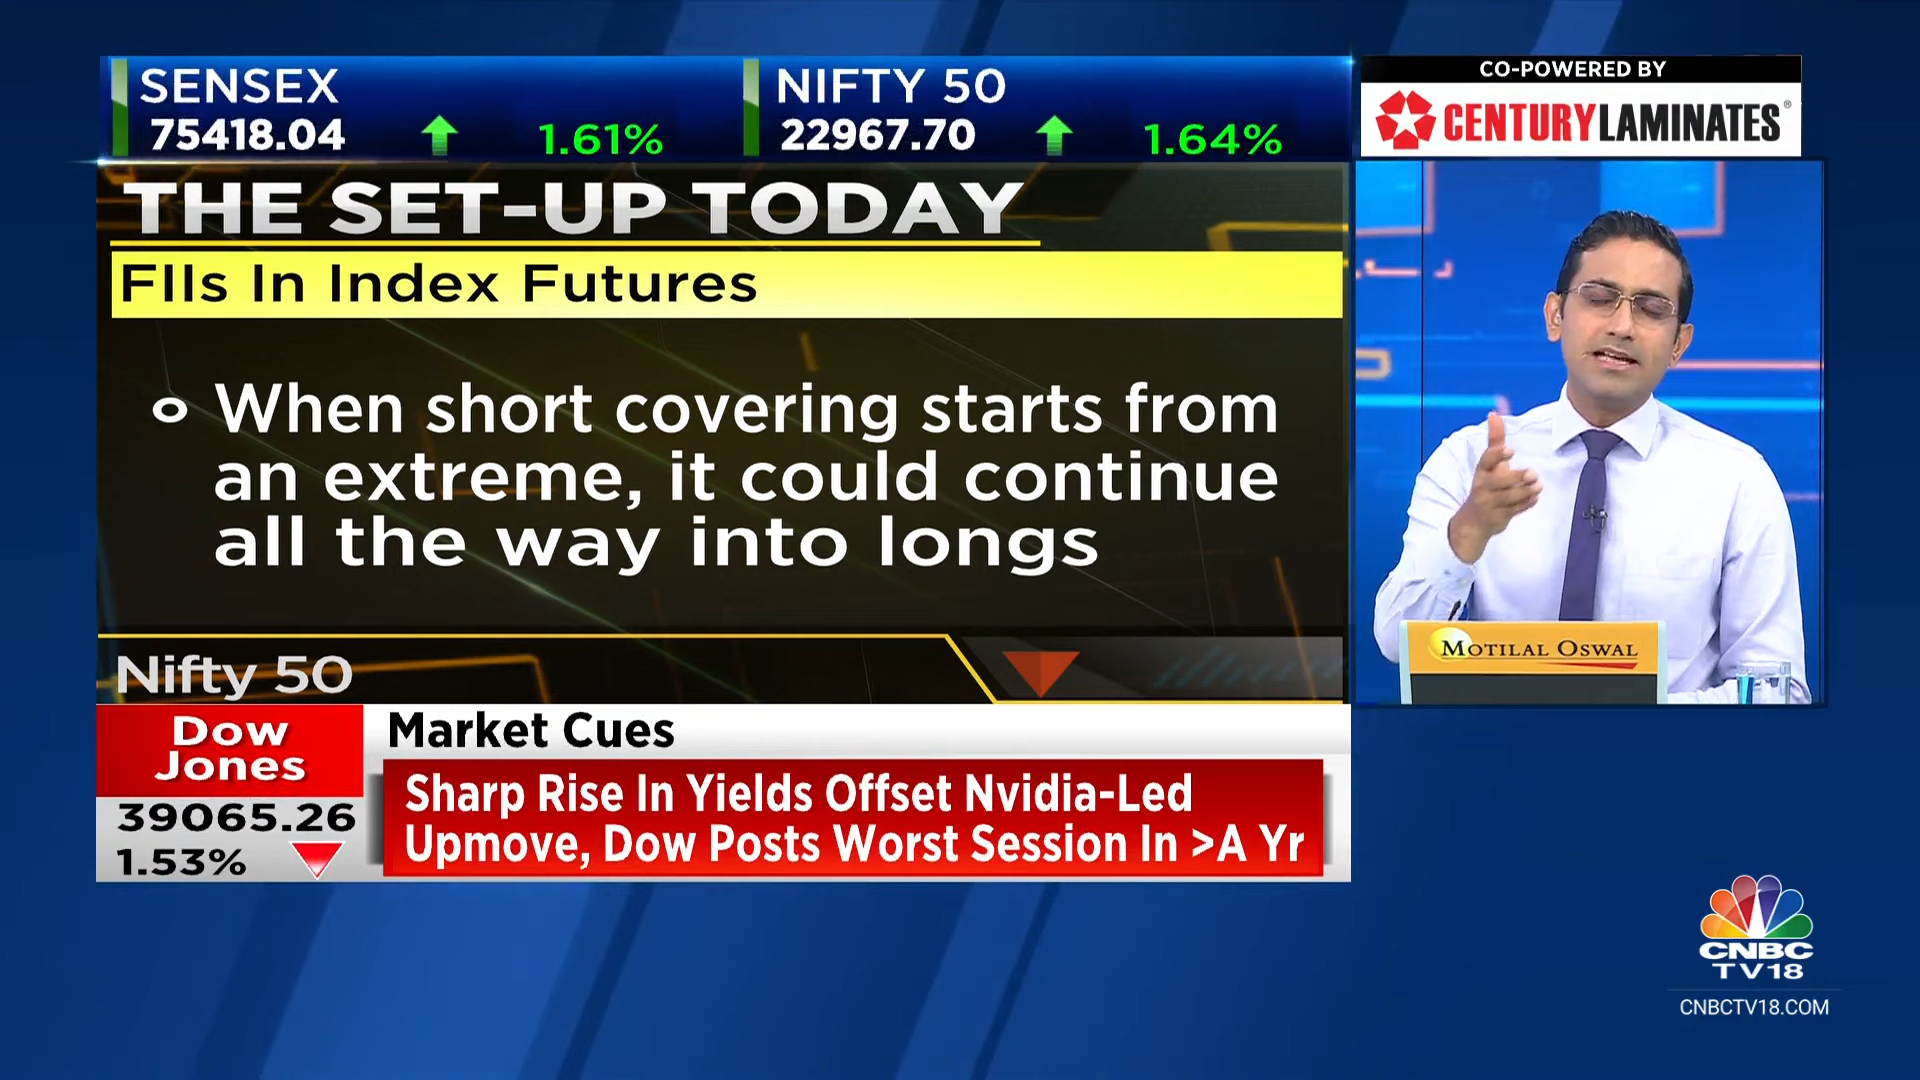 SENSEX
75418.04
1.61%
NIFTY 50
22967.70
1.64%
CO-POWERED BY
CENTURYLAMINATES®
THE SET-UP TODAY
FIIs In Index Futures
When short covering starts from
an extreme, it could continue
all the way into longs
MOTILAL OSWAL
Nifty 50
Dow
Jones
39065.26
1.53%
Market Cues
Sharp Rise In Yields Offset Nvidia-Led
Upmove, Dow Posts Worst Session In >A Yr
CNBC
TV18
CNBCTV18.COM